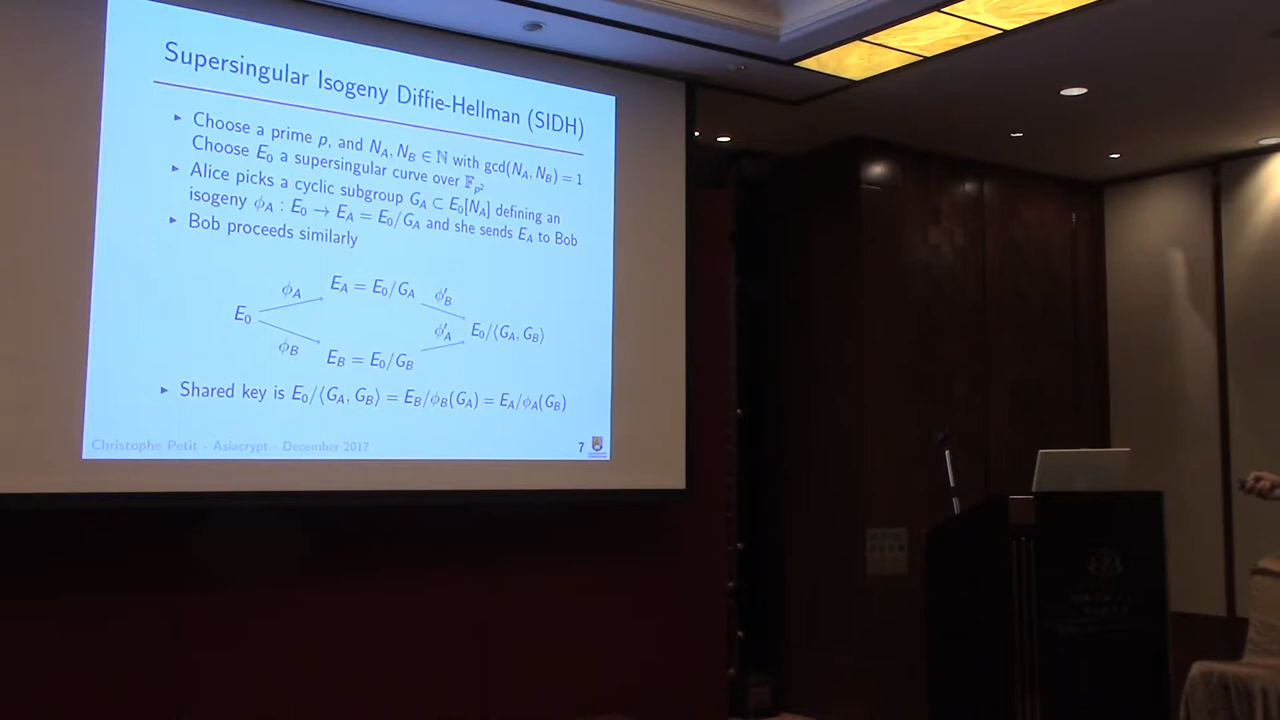 Supersingular Isogeny Diffie-Hellman (SIDH)
▸ Choose a prime p, and N_A, N_B ∈ ℕ with gcd(N_A, N_B) = 1
Choose E_0 a supersingular curve over 𝔽_{p^2}
▸ Alice picks a cyclic subgroup G_A ⊂ E_0[N_A] defining an
isogeny ϕ_A : E_0 → E_A = E_0/G_A and she sends E_A to Bob
▸ Bob proceeds similarly
ϕ_A
E_A = E_0/G_A
ϕ'_B
E_0
ϕ'_A
E_0/⟨G_A, G_B⟩
ϕ_B
E_B = E_0/G_B
▸ Shared key is E_0/⟨G_A, G_B⟩ = E_B/ϕ_B(G_A) = E_A/ϕ_A(G_B)
Christophe Petit - Asiacrypt - December 2017
7